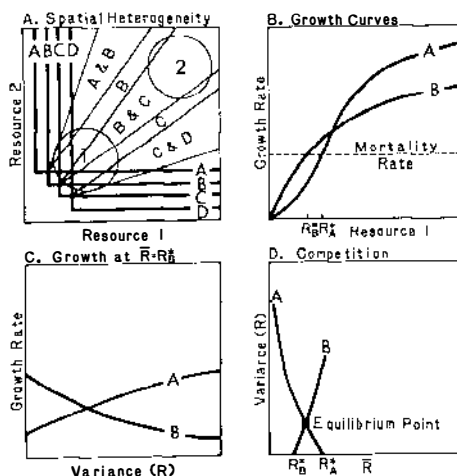 A. Spatial Heterogeneity
A B C D
A & B
B
B & C
C
C & D
2
A
B
C
D
Resource 2
Resource 1
B. Growth Curves
A
B
Mortality
Rate
Growth Rate
R*B R*A Resource 1
C. Growth at R̄=R*B
A
B
Growth Rate
Variance (R)
D. Competition
A
B
Equilibrium Point
Variance (R)
R*B R*A R̄